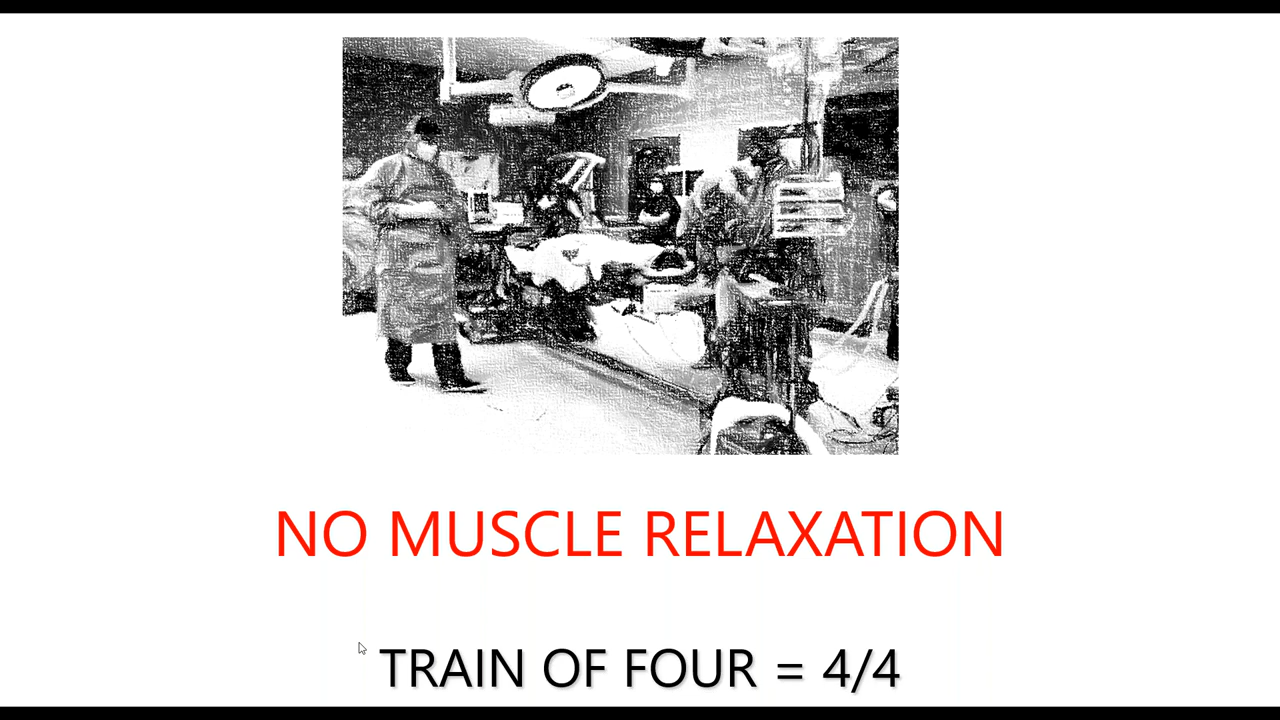 NO MUSCLE RELAXATION
TRAIN OF FOUR = 4/4